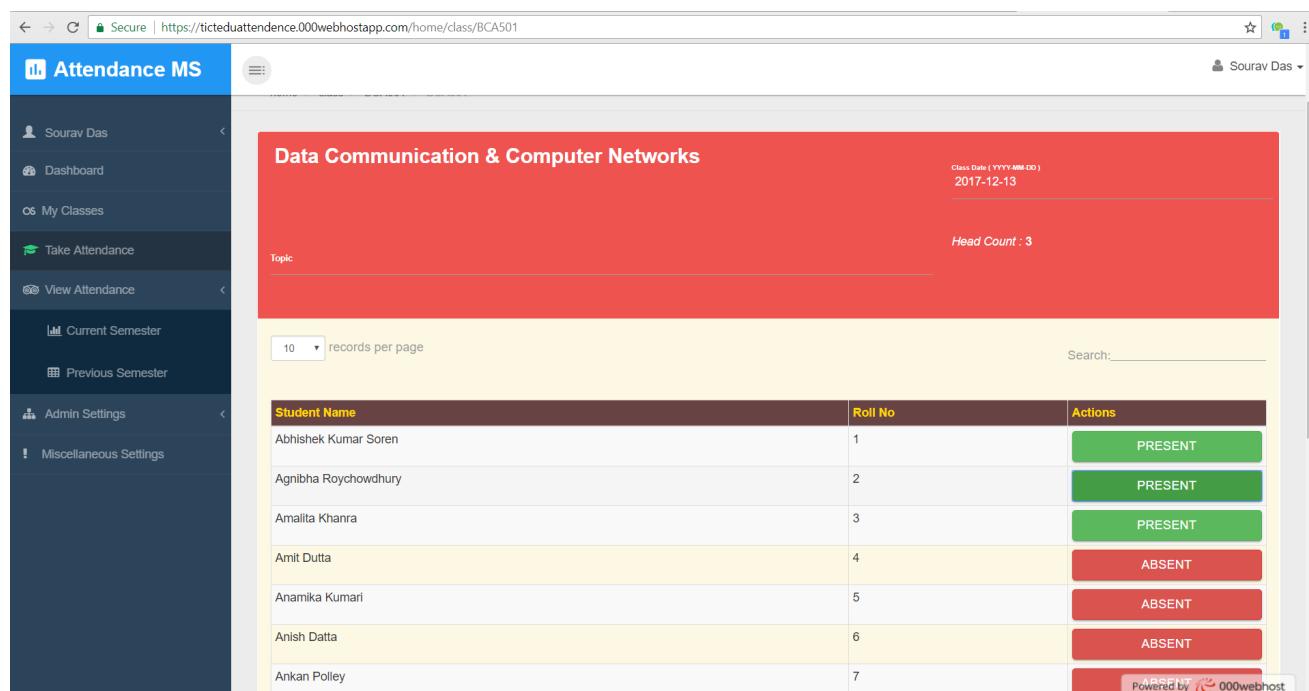 Secure | https://ticteduattendence.000webhostapp.com/home/class/BCA501
Attendance MS
Sourav Das
Sourav Das
Dashboard
My Classes
Take Attendance
View Attendance
Current Semester
Previous Semester
Admin Settings
Miscellaneous Settings
Data Communication & Computer Networks
Class Date ( YYYY-MM-DD )
2017-12-13
Head Count : 3
Topic
10 records per page
Search:
Student Name Roll No Actions
Abhishek Kumar Soren 1 PRESENT
Agnibha Roychowdhury 2 PRESENT
Amalita Khanra 3 PRESENT
Amit Dutta 4 ABSENT
Anamika Kumari 5 ABSENT
Anish Datta 6 ABSENT
Ankan Polley 7
Powered by 000webhost